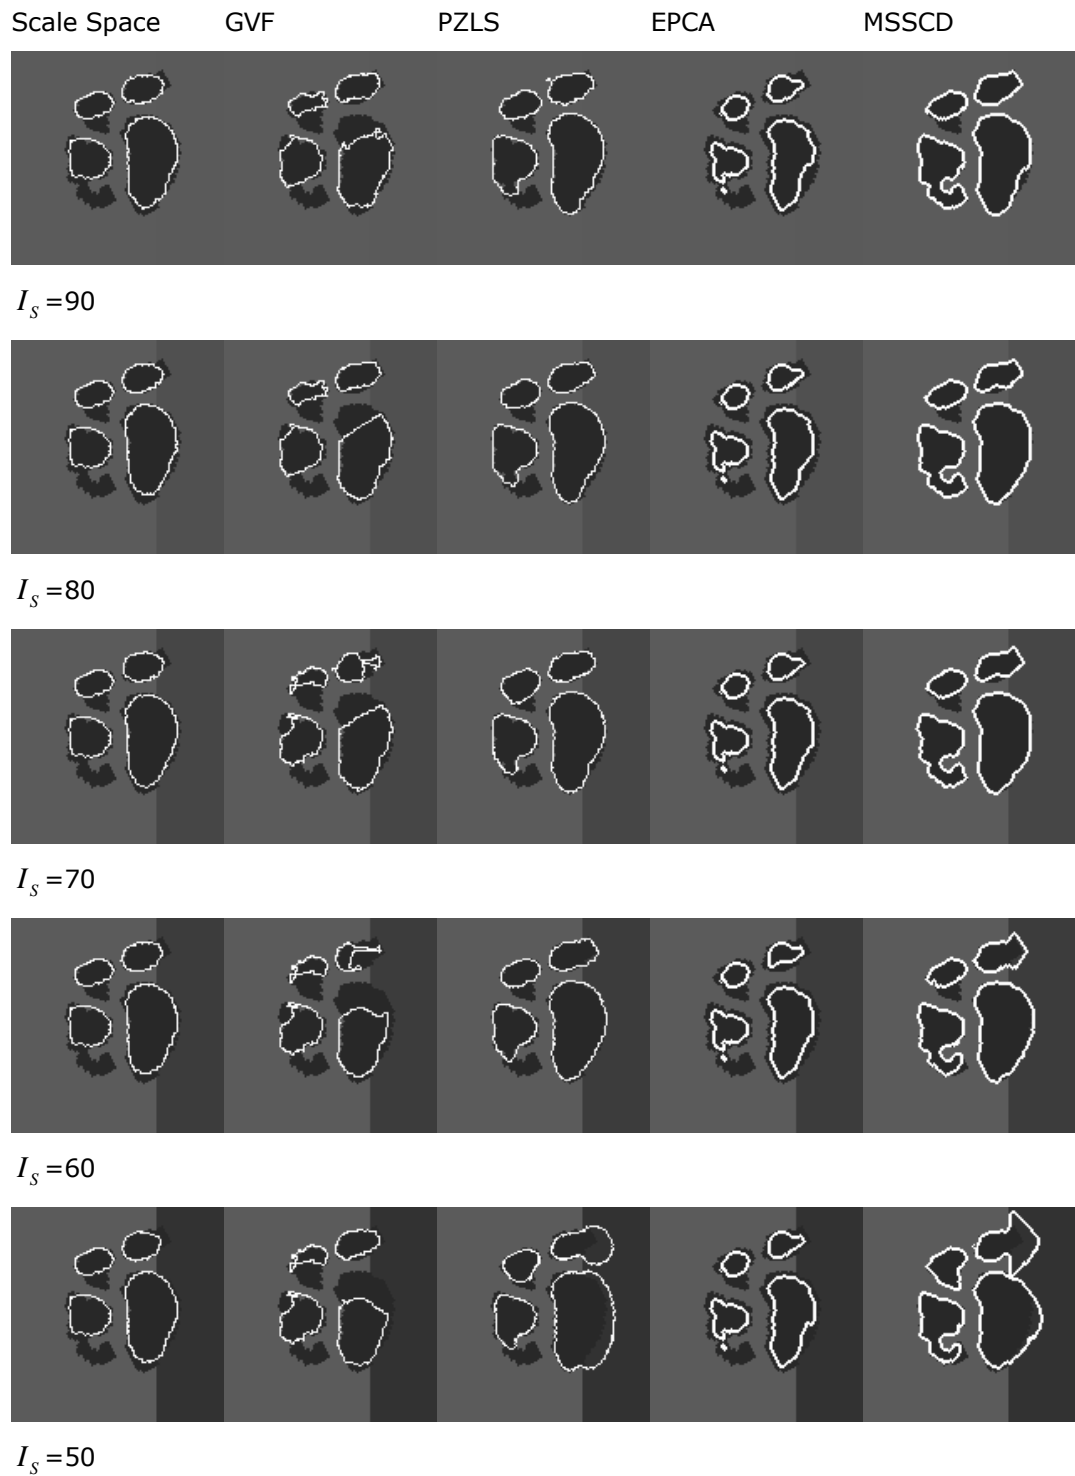 Scale Space GVF PZLS EPCA MSSCD
I_S =90
I_S =80
I_S =70
I_S =60
I_S =50